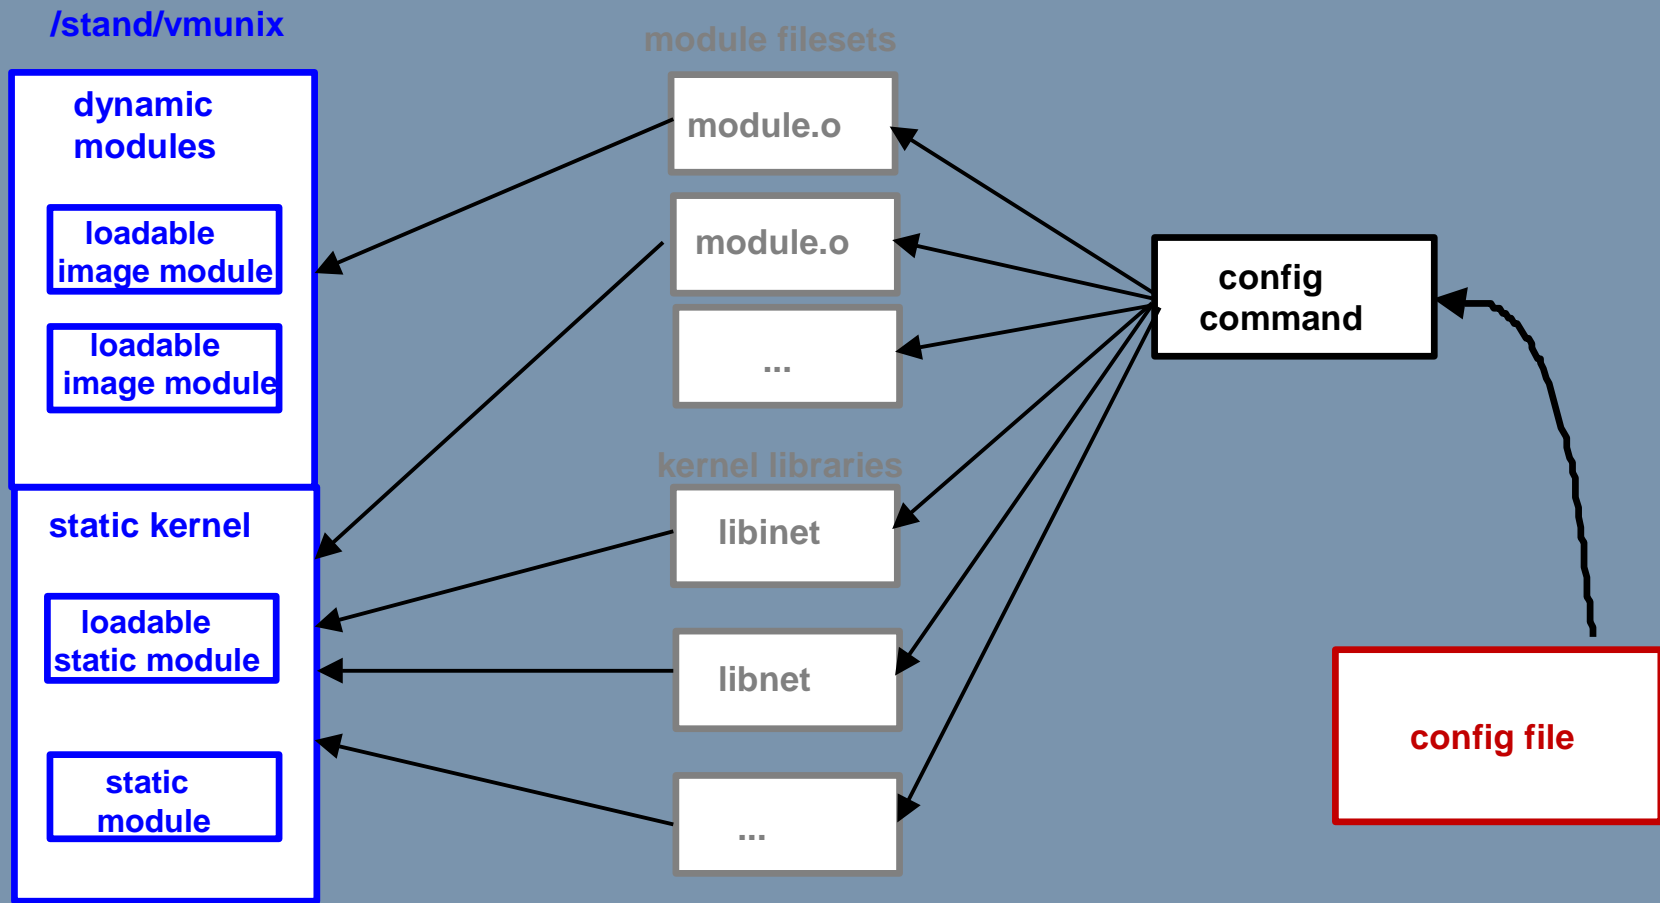 /stand/vmunix
dynamic
modules
loadable
image module
loadable
image module
static kernel
loadable
static module
static
module
module filesets
module.o
module.o
...
kernel libraries
libinet
libnet
...
config
command
config file